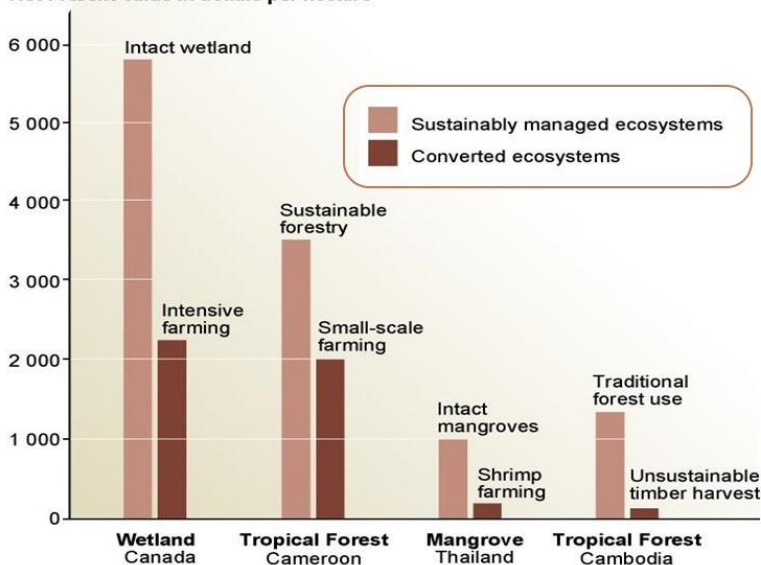 6 000
5 000
4 000
3 000
2 000
1 000
0
Intact wetland
Sustainably managed ecosystems
Converted ecosystems
Sustainable
forestry
Intensive
farming
Small-scale
farming
Intact
mangroves
Shrimp
farming
Traditional
forest use
Unsustainable
timber harvest
Wetland
Canada
Tropical Forest
Cameroon
Mangrove
Thailand
Tropical Forest
Cambodia